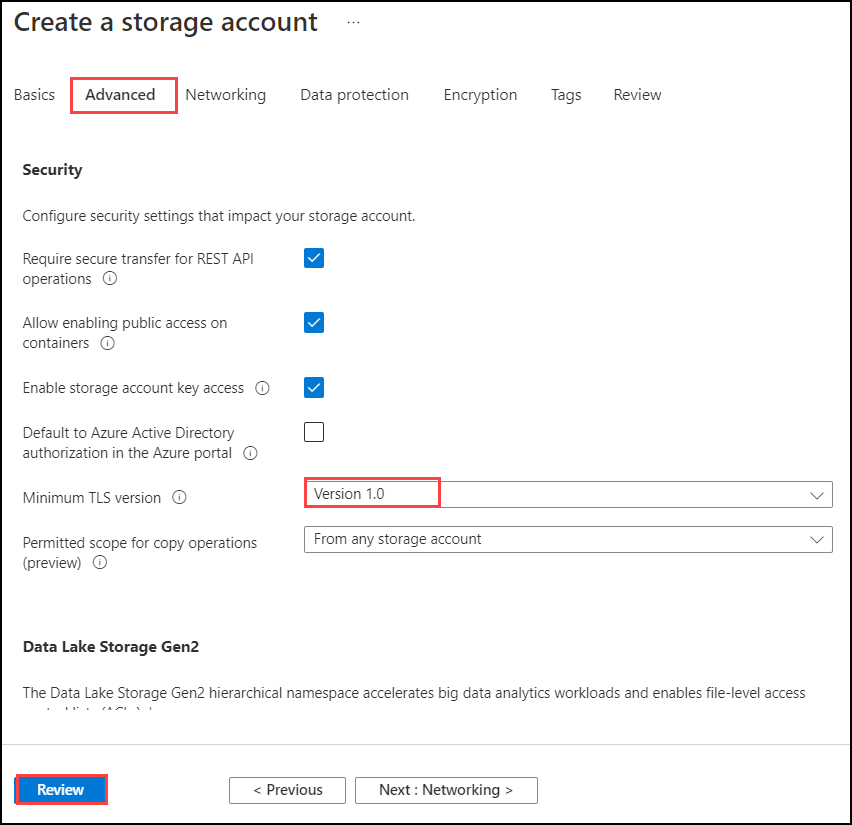 Create a storage account ...
Basics Advanced Networking Data protection Encryption Tags Review
Security
Configure security settings that impact your storage account.
Require secure transfer for REST API
operations
Allow enabling public access on
containers
Enable storage account key access
Default to Azure Active Directory
authorization in the Azure portal
Minimum TLS version Version 1.0
Permitted scope for copy operations From any storage account
(preview)
Data Lake Storage Gen2
The Data Lake Storage Gen2 hierarchical namespace accelerates big data analytics workloads and enables file-level access
Review < Previous Next : Networking >